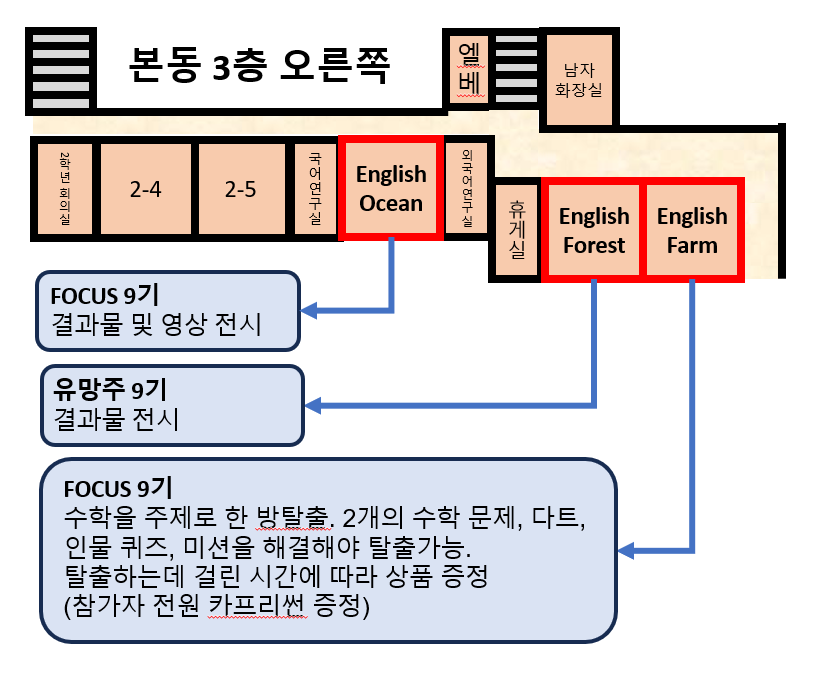 본동 3층 오른쪽
엘
베
남자
화장실
2학년 회의실
2-4
2-5
국어연구실
English
Ocean
외국어연구실
휴게실
English
Forest
English
Farm
FOCUS 9기
결과물 및 영상 전시
유망주 9기
결과물 전시
FOCUS 9기
수학을 주제로 한 방탈출. 2개의 수학 문제, 다트,
인물 퀴즈, 미션을 해결해야 탈출가능.
탈출하는데 걸린 시간에 따라 상품 증정
(참가자 전원 카프리썬 증정)